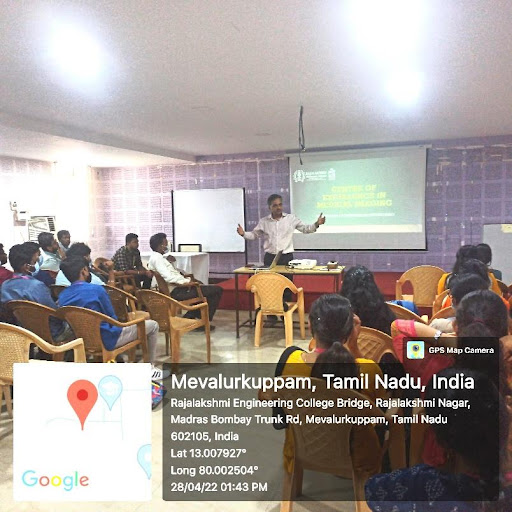 CENTRE OF
EXCELLENCE IN
MEDICAL IMAGING
GPS Map Camera
Mevalurkuppam, Tamil Nadu, India
Rajalakshmi Engineering College Bridge, Rajalakshmi Nagar,
Madras Bombay Trunk Rd, Mevalurkuppam, Tamil Nadu
602105, India
Lat 13.007927°
Long 80.002504°
28/04/22 01:43 PM
Google